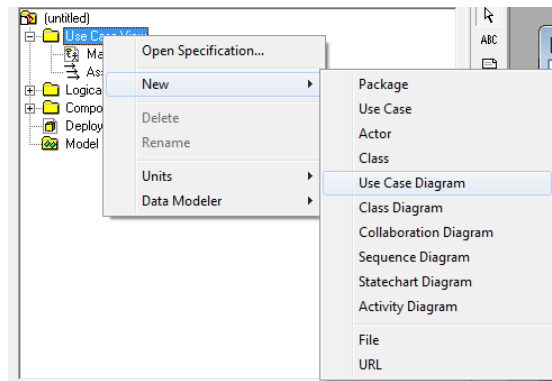 (untitled)
Use Case View
Ma
Ass
Logica
Compo
Deploy
Model
Open Specification...
New
Delete
Rename
Units
Data Modeler
Package
Use Case
Actor
Class
Use Case Diagram
Class Diagram
Collaboration Diagram
Sequence Diagram
Statechart Diagram
Activity Diagram
File
URL
ABC